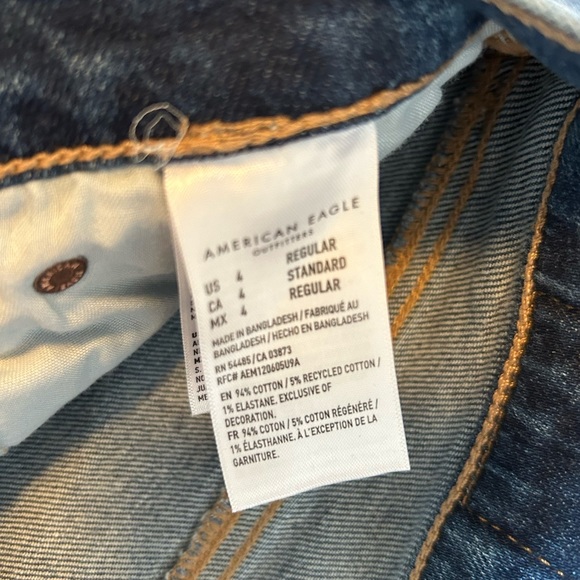 AMERICAN EAGLE
OUTFITTERS
US 4 REGULAR
CA 4 STANDARD
MX 4 REGULAR
MADE IN BANGLADESH / FABRIQUÉ AU
BANGLADESH / HECHO EN BANGLADESH
RN 54485/CA 03873
RFC# AEM120605U9A
EN 94% COTTON / 5% RECYCLED COTTON /
1% ELASTANE. EXCLUSIVE OF
DECORATION.
FR 94% COTON / 5% COTON RÉGÉNÉRÉ /
1% ÉLASTHANNE. À L'EXCEPTION DE LA
GARNITURE.